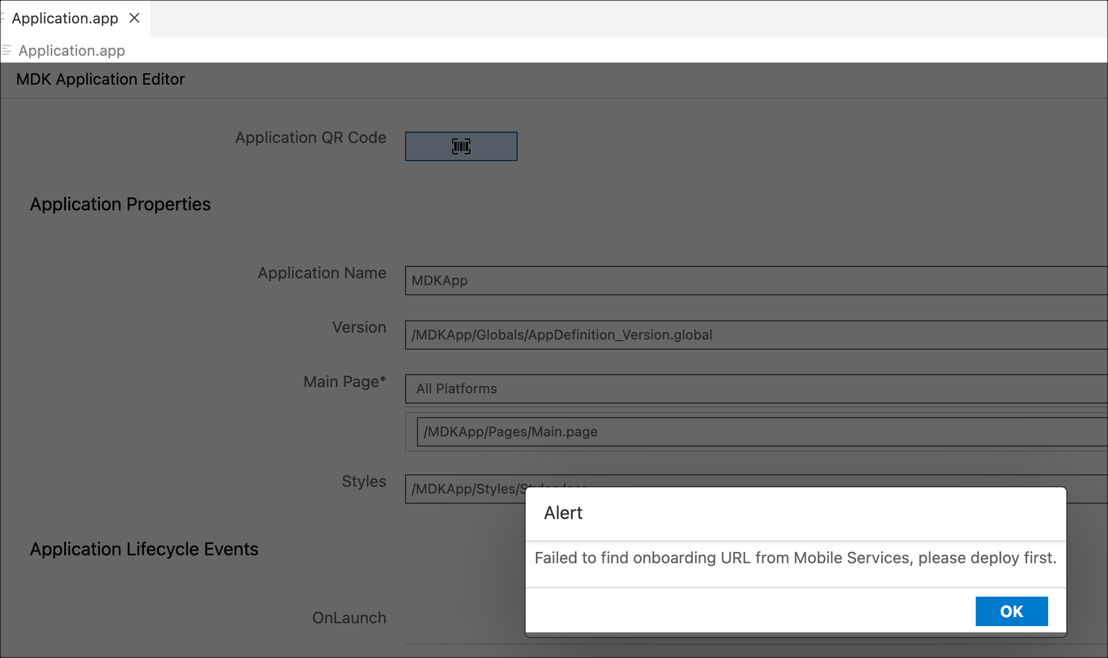 Application.app
Application.app
MDK Application Editor
Application QR Code
Application Properties
Application Name
MDKApp
Version
/MDKApp/Globals/AppDefinition_Version.global
Main Page*
All Platforms
/MDKApp/Pages/Main.page
Styles
/MDKApp/Styles/
Alert
Failed to find onboarding URL from Mobile Services, please deploy first.
OK
Application Lifecycle Events
OnLaunch